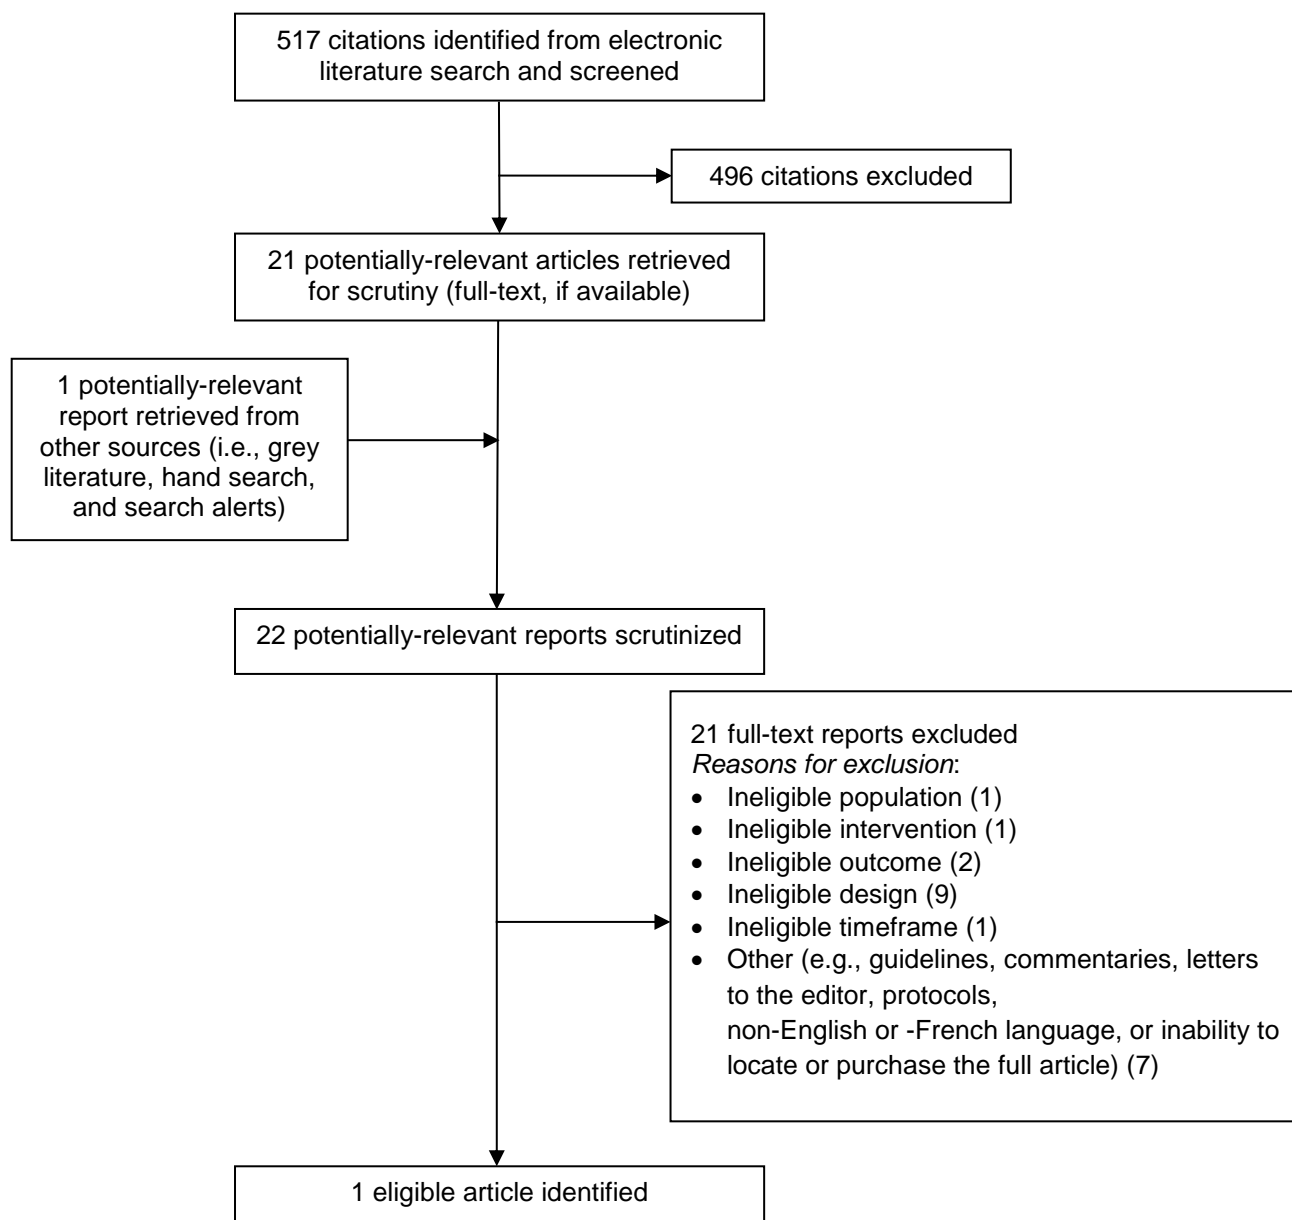 517 citations identified from electronic
literature search and screened
496 citations excluded
21 potentially-relevant articles retrieved
for scrutiny (full-text, if available)
1 potentially-relevant
report retrieved from
other sources (i.e., grey
literature, hand search,
and search alerts)
22 potentially-relevant reports scrutinized
21 full-text reports excluded
Reasons for exclusion:
• Ineligible population (1)
• Ineligible intervention (1)
• Ineligible outcome (2)
• Ineligible design (9)
• Ineligible timeframe (1)
• Other (e.g., guidelines, commentaries, letters
to the editor, protocols,
non-English or -French language, or inability to
locate or purchase the full article) (7)
1 eligible article identified